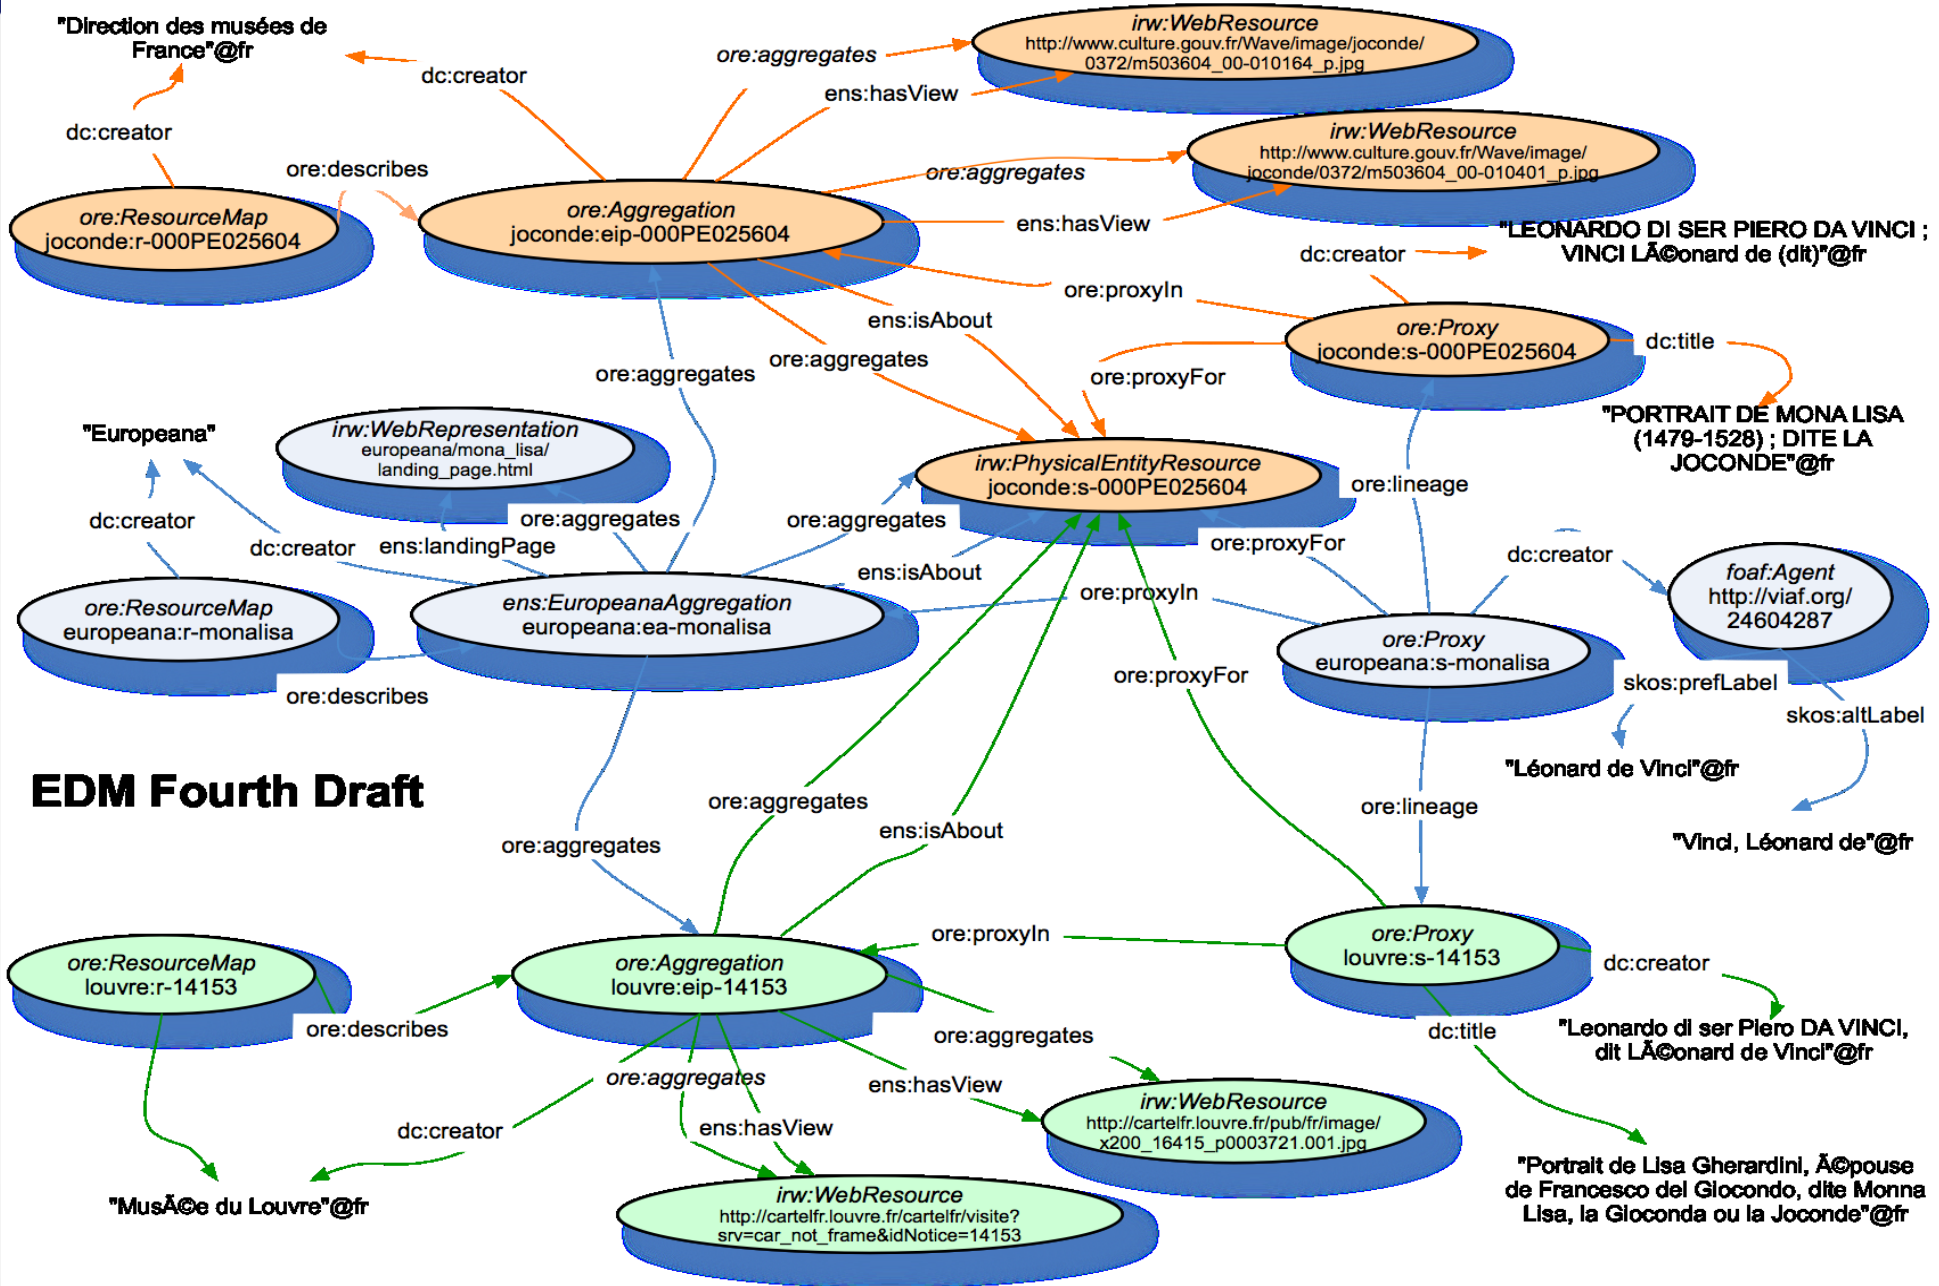 "Direction des musées de
France"@fr
dc:creator
ore:aggregates
irw:WebResource
http://www.culture.gouv.fr/Wave/image/joconde/
0372/m503604_00-010164_p.jpg
ens:hasView
dc:creator
irw:WebResource
http://www.culture.gouv.fr/Wave/image/
joconde/0372/m503604_00-010401_p.jpg
ore:describes
ore:aggregates
ore:ResourceMap
joconde:r-000PE025604
ore:Aggregation
joconde:eip-000PE025604
ens:hasView
"LEONARDO DI SER PIERO DA VINCI ;
VINCI LÃ©onard de (dit)"@fr
dc:creator
ore:proxyIn
ens:isAbout
ore:Proxy
joconde:s-000PE025604
dc:title
ore:aggregates
ore:aggregates
ore:proxyFor
"PORTRAIT DE MONA LISA
(1479-1528) ; DITE LA
JOCONDE"@fr
"Europeana"
irw:WebRepresentation
europeana/mona_lisa/
landing_page.html
irw:PhysicalEntityResource
joconde:s-000PE025604
ore:lineage
dc:creator
ore:aggregates
ore:aggregates
dc:creator
ens:landingPage
ore:proxyFor
dc:creator
ens:isAbout
foaf:Agent
http://viaf.org/
24604287
ore:ResourceMap
europeana:r-monalisa
ens:EuropeanaAggregation
europeana:ea-monalisa
ore:proxyIn
ore:Proxy
europeana:s-monalisa
ore:describes
ore:proxyFor
skos:prefLabel
skos:altLabel
"Léonard de Vinci"@fr
EDM Fourth Draft
ore:aggregates
ore:lineage
ens:isAbout
ore:aggregates
"Vinci, Léonard de"@fr
ore:ResourceMap
louvre:r-14153
ore:Aggregation
louvre:eip-14153
ore:proxyIn
ore:Proxy
louvre:s-14153
dc:creator
ore:describes
ore:aggregates
dc:title
"Leonardo di ser Piero DA VINCI,
dit LÃ©onard de Vinci"@fr
ore:aggregates
ens:hasView
dc:creator
ens:hasView
irw:WebResource
http://cartelfr.louvre.fr/pub/fr/image/
x200_16415_p0003721.001.jpg
"MusÃ©e du Louvre"@fr
irw:WebResource
http://cartelfr.louvre.fr/cartelfr/visite?
srv=car_not_frame&idNotice=14153
"Portrait de Lisa Gherardini, Ã©pouse
de Francesco del Giocondo, dite Monna
Lisa, la Gioconda ou la Joconde"@fr